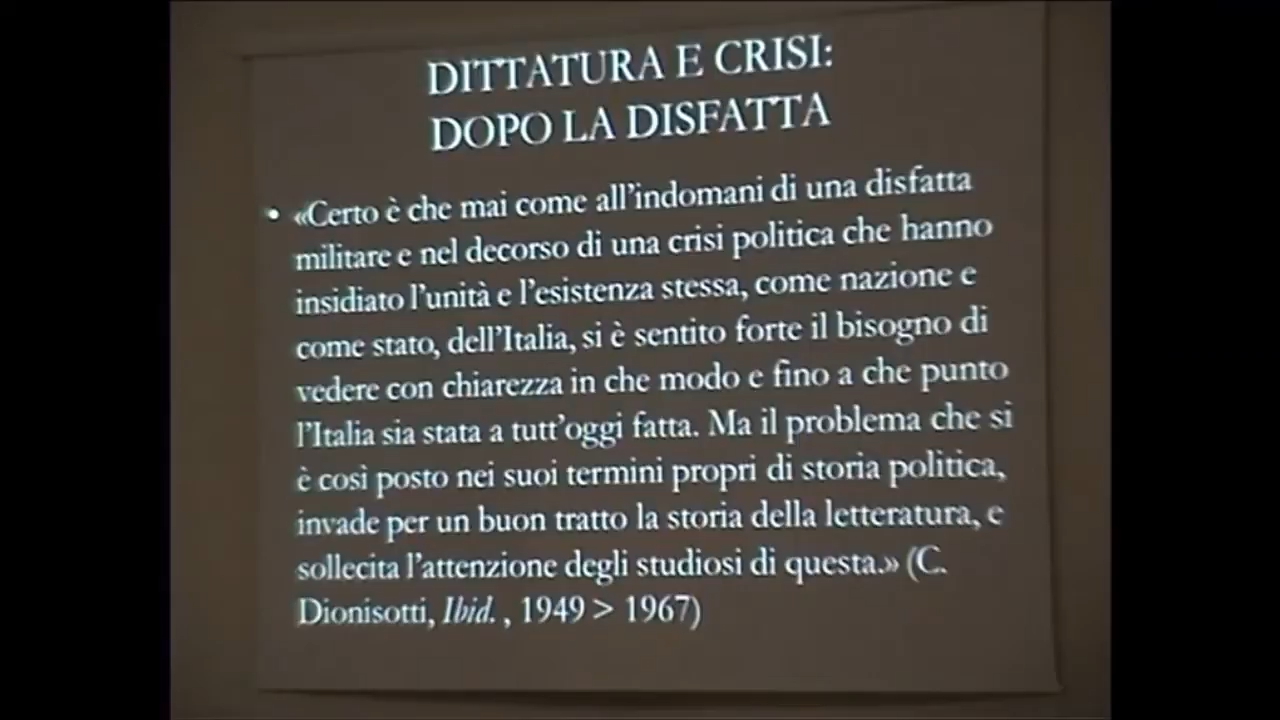 DITTATURA E CRISI:
DOPO LA DISFATTA
• «Certo è che mai come all'indomani di una disfatta
militare e nel decorso di una crisi politica che hanno
insidiato l'unità e l'esistenza stessa, come nazione e
come stato, dell'Italia, si è sentito forte il bisogno di
vedere con chiarezza in che modo e fino a che punto
l'Italia sia stata a tutt'oggi fatta. Ma il problema che si
è così posto nei suoi termini propri di storia politica,
invade per un buon tratto la storia della letteratura, e
sollecita l'attenzione degli studiosi di questa.» (C.
Dionisotti, Ibid. , 1949 > 1967)